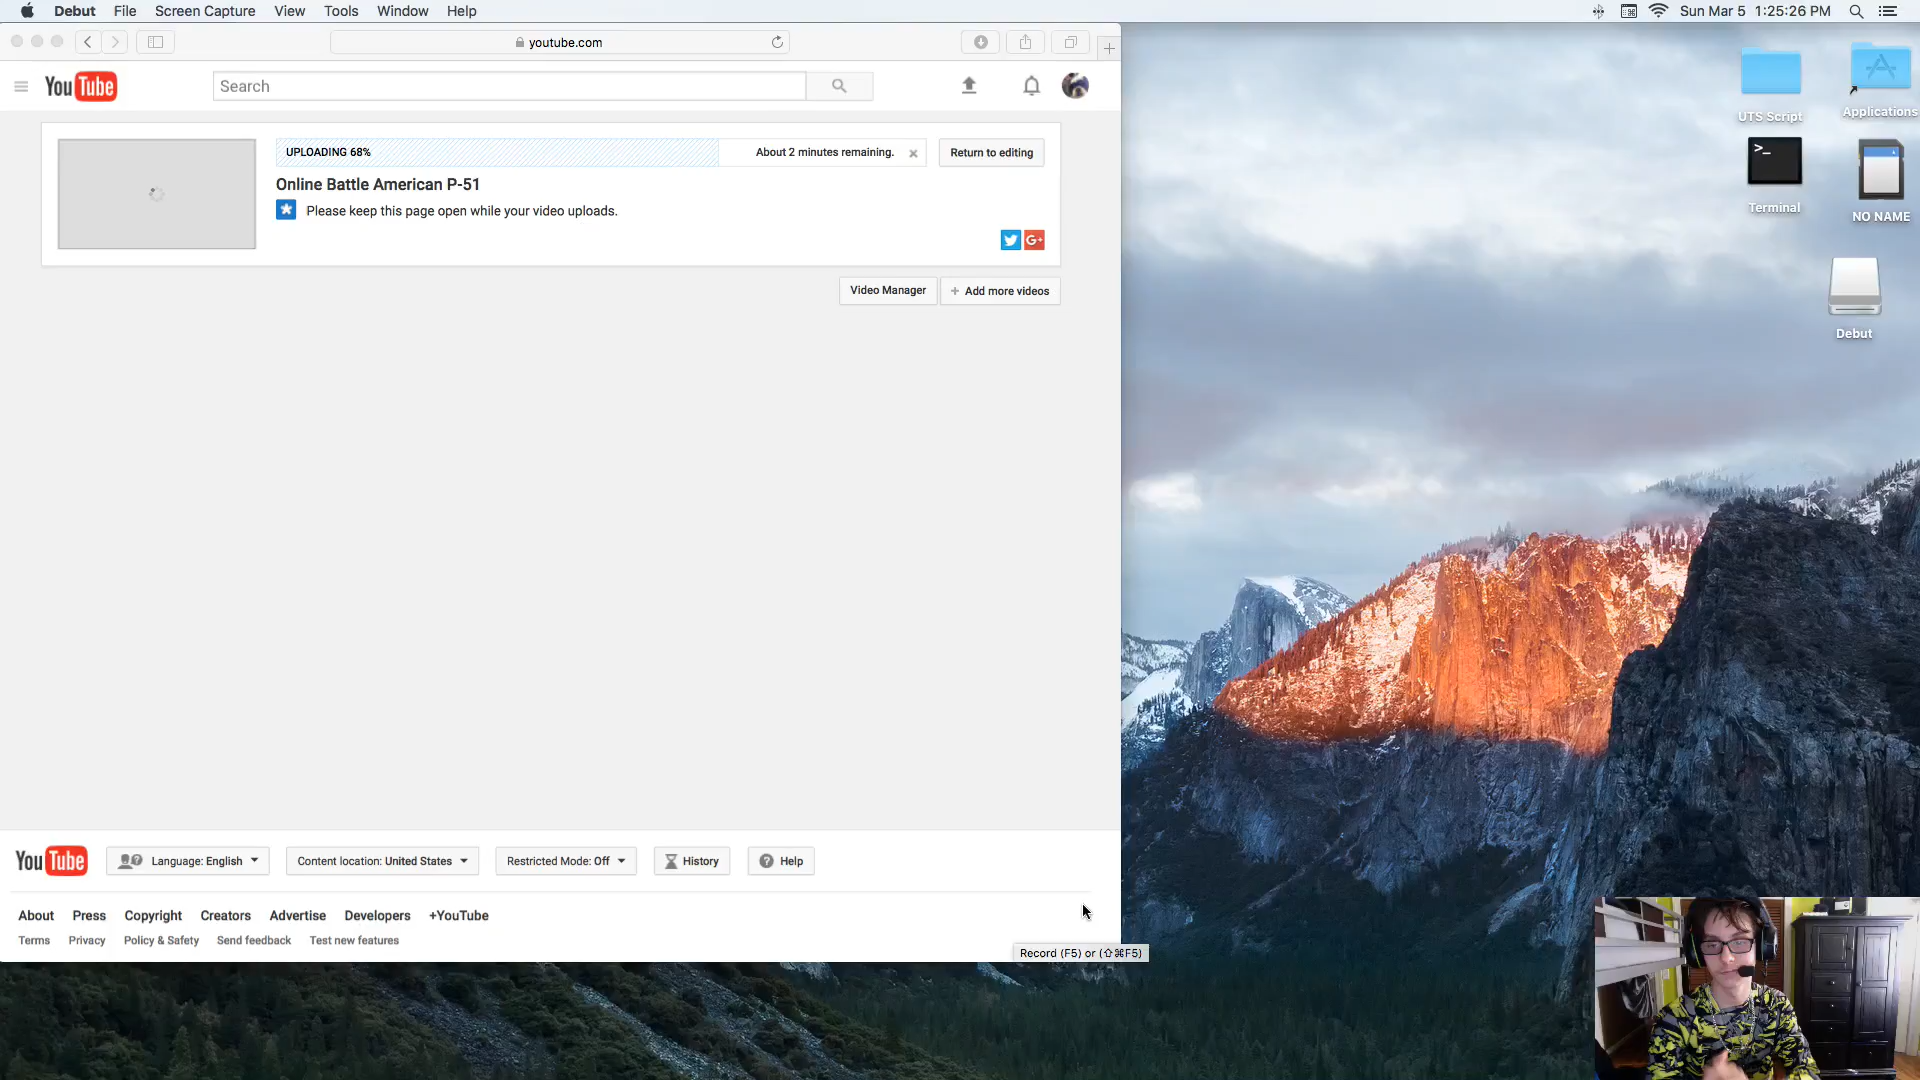 Debut File Screen Capture View Tools Window Help
Sun Mar 5 1:25:26 PM
youtube.com
YouTube
Search
UPLOADING 68%
About 2 minutes remaining.
Return to editing
Online Battle American P-51
Please keep this page open while your video uploads.
G+
Video Manager
+ Add more videos
UTS Script
Applications
>_
Terminal
NO NAME
Debut
YouTube
Language: English
Content location: United States
Restricted Mode: Off
History
? Help
About Press Copyright Creators Advertise Developers +YouTube
Terms Privacy Policy & Safety Send feedback Test new features
Record (F5) or (⇧⌘F5)